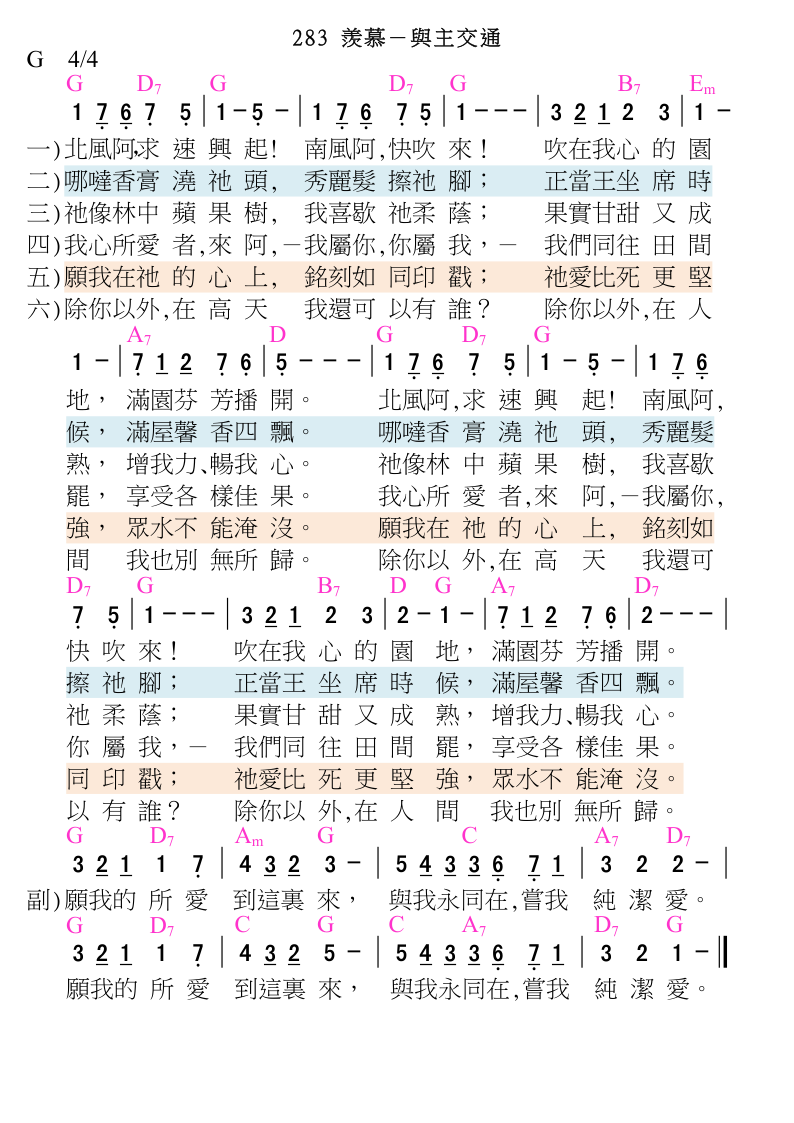 283 羨慕－與主交通
G 4/4
G D7 G D7 G B7 Em
1 7 6 7 5 | 1 – 5 – | 1 7 6 7 5 | 1 – – – | 3 2 1 2 3 | 1 –
一)北風阿,求 速 興 起! 南風阿,快吹 來! 吹在我心 的 園
二)哪噠香膏 澆 祂 頭, 秀麗髮 擦祂 腳； 正當王坐 席 時
三)祂像林中 蘋 果 樹, 我喜歇 祂柔 蔭； 果實甘甜 又 成
四)我心所愛 者,來 阿,－我屬你,你屬 我，－ 我們同往 田 間
五)願我在祂 的 心 上, 銘刻如 同印 戳； 祂愛比死 更 堅
六)除你以外,在 高 天 我還可 以有 誰? 除你以外,在 人
A7 D G D7 G
1 – | 7 1 2 7 6 | 5 – – – | 1 7 6 7 5 | 1 – 5 – | 1 7 6
地， 滿園芬 芳播 開。 北風阿,求 速 興 起! 南風阿,
候， 滿屋馨 香四 飄。 哪噠香 膏 澆 祂 頭, 秀麗髮
熟， 增我力、暢我 心。 祂像林 中 蘋 果 樹, 我喜歇
罷， 享受各 樣佳 果。 我心所 愛 者,來 阿,－我屬你,
強， 眾水不 能淹 沒。 願我在 祂 的 心 上, 銘刻如
間 我也別 無所 歸。 除你以 外,在 高 天 我還可
D7 G B7 D G A7 D7
7 5 | 1 – – – | 3 2 1 2 3 | 2 – 1 – | 7 1 2 7 6 | 2 – – – |
快 吹 來! 吹在我 心 的 園 地， 滿園芬 芳播 開。
擦 祂 腳； 正當王 坐 席 時 候， 滿屋馨 香四 飄。
祂 柔 蔭； 果實甘 甜 又 成 熟， 增我力、暢我 心。
你 屬 我，－ 我們同 往 田 間 罷， 享受各 樣佳 果。
同 印 戳； 祂愛比 死 更 堅 強， 眾水不 能淹 沒。
以 有 誰? 除你以 外,在 人 間 我也別 無所 歸。
G D7 Am G C A7 D7
3 2 1 1 7 | 4 3 2 3 – | 5 4 3 3 6 7 1 | 3 2 2 – |
副)願我的 所 愛 到這裏 來， 與我永同在,嘗我 純 潔 愛。
G D7 C G C A7 D7 G
3 2 1 1 7 | 4 3 2 5 – | 5 4 3 3 6 7 1 | 3 2 1 – ‖
願我的 所 愛 到這裏 來， 與我永同在,嘗我 純 潔 愛。